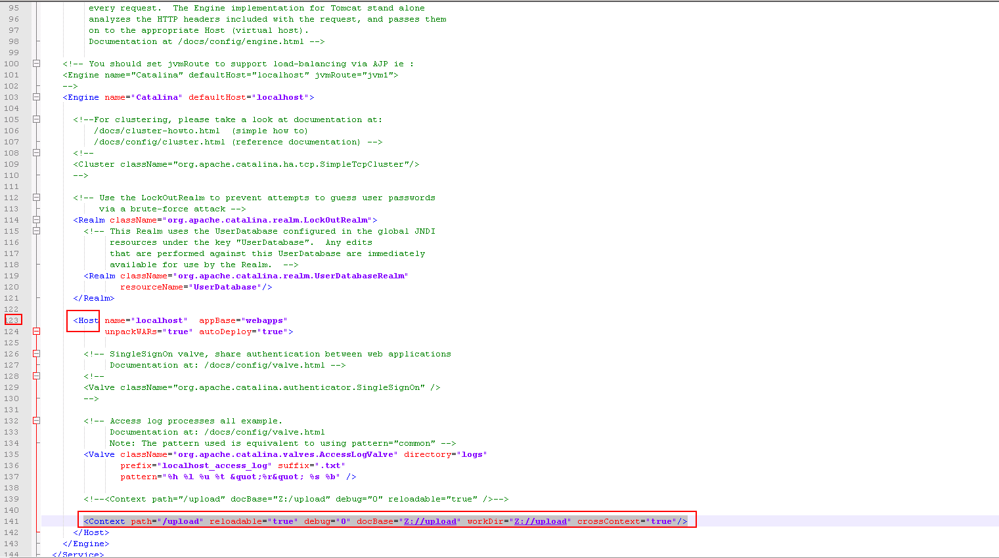 95 every request.  The Engine implementation for Tomcat stand alone
96 analyzes the HTTP headers included with the request, and passes them
97 on to the appropriate Host (virtual host).
98 Documentation at /docs/config/engine.html -->
99
100 <!-- You should set jvmRoute to support load-balancing via AJP ie :
101 <Engine name="Catalina" defaultHost="localhost" jvmRoute="jvm1">
102 -->
103 <Engine name="Catalina" defaultHost="localhost">
104
105 <!--For clustering, please take a look at documentation at:
106 /docs/cluster-howto.html  (simple how to)
107 /docs/config/cluster.html (reference documentation) -->
108 <!--
109 <Cluster className="org.apache.catalina.ha.tcp.SimpleTcpCluster"/>
110 -->
111
112 <!-- Use the LockOutRealm to prevent attempts to guess user passwords
113 via a brute-force attack -->
114 <Realm className="org.apache.catalina.realm.LockOutRealm">
115 <!-- This Realm uses the UserDatabase configured in the global JNDI
116 resources under the key "UserDatabase".  Any edits
117 that are performed against this UserDatabase are immediately
118 available for use by the Realm.  -->
119 <Realm className="org.apache.catalina.realm.UserDatabaseRealm"
120 resourceName="UserDatabase"/>
121 </Realm>
122
123 <Host name="localhost"  appBase="webapps"
124 unpackWARs="true" autoDeploy="true">
125
126 <!-- SingleSignOn valve, share authentication between web applications
127 Documentation at: /docs/config/valve.html -->
128 <!--
129 <Valve className="org.apache.catalina.authenticator.SingleSignOn" />
130 -->
131
132 <!-- Access log processes all example.
133 Documentation at: /docs/config/valve.html
134 Note: The pattern used is equivalent to using pattern="common" -->
135 <Valve className="org.apache.catalina.valves.AccessLogValve" directory="logs"
136 prefix="localhost_access_log" suffix=".txt"
137 pattern="%h %l %u %t &quot;%r&quot; %s %b" />
138
139 <!--<Context path="/upload" docBase="Z:/upload" debug="0" reloadable="true" />-->
140
141 <Context path="/upload" reloadable="true" debug="0" docBase="Z://upload" workDir="Z://upload" crossContext="true"/>
142 </Host>
143 </Engine>
144 </Service>